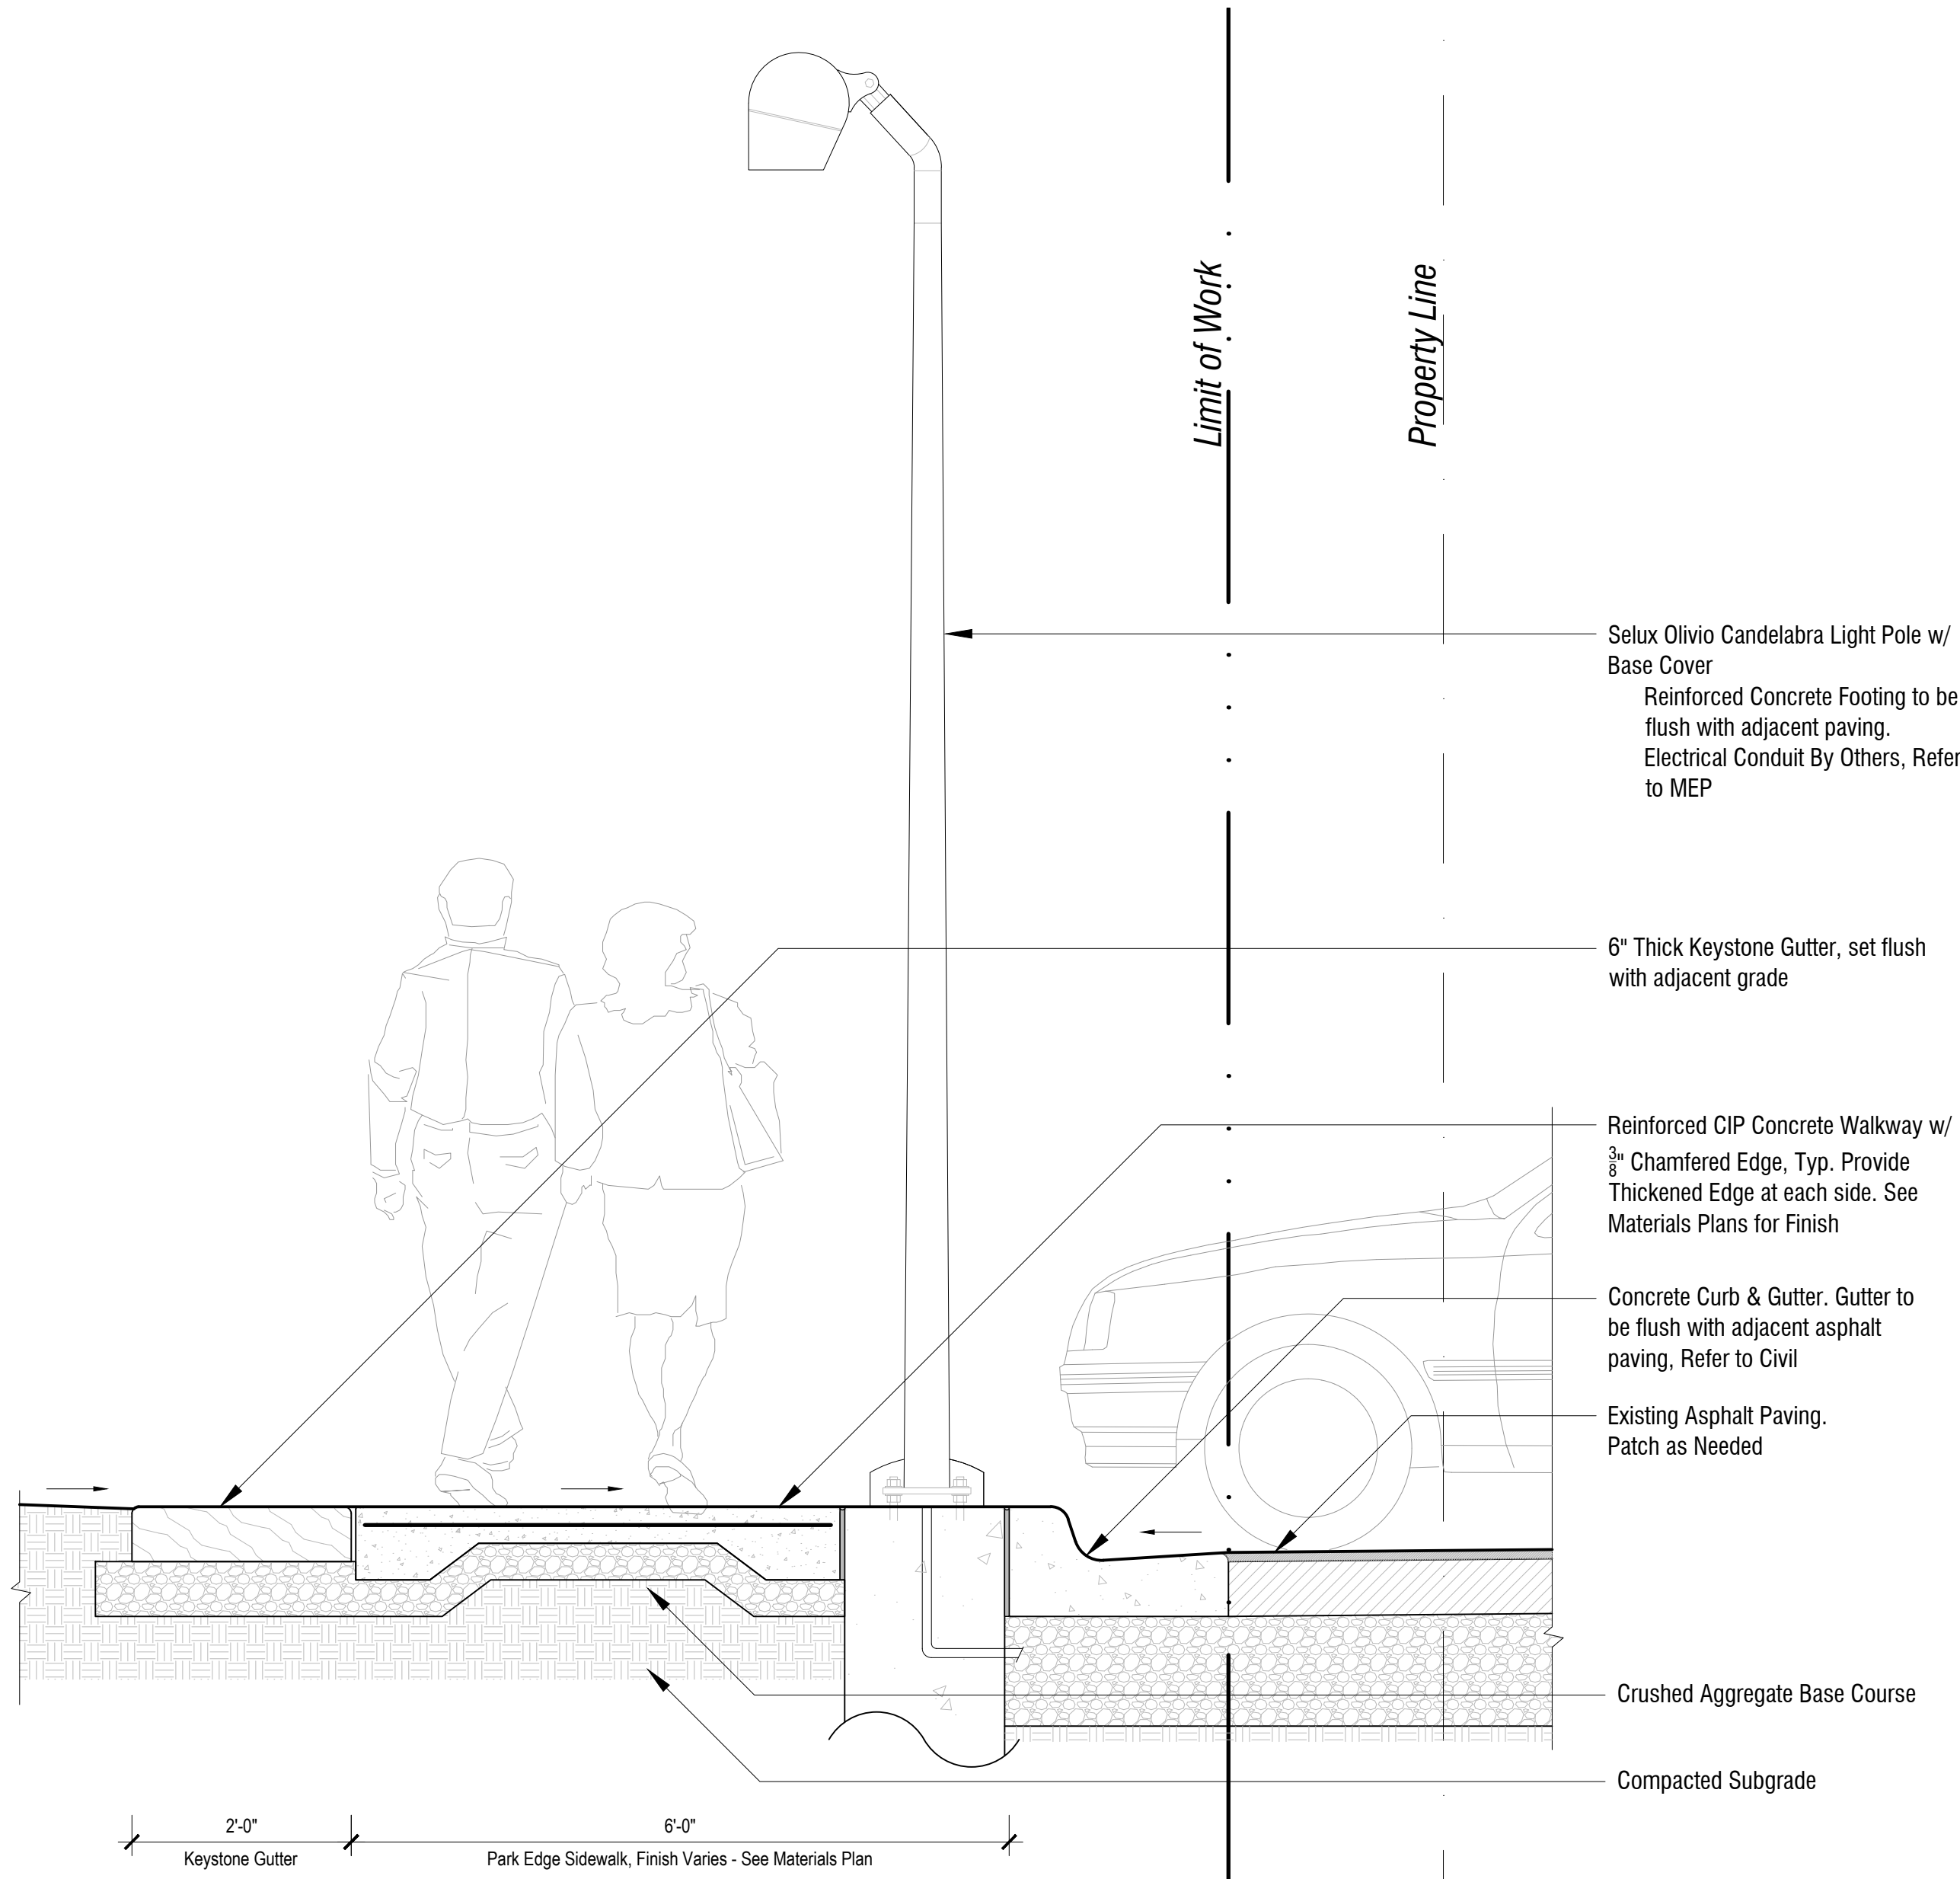 Limit of Work
Property Line
Selux Olivio Candelabra Light Pole w/
Base Cover
Reinforced Concrete Footing to be
flush with adjacent paving.
Electrical Conduit By Others, Refer
to MEP
6" Thick Keystone Gutter, set flush
with adjacent grade
Reinforced CIP Concrete Walkway w/
3/8" Chamfered Edge, Typ. Provide
Thickened Edge at each side. See
Materials Plans for Finish
Concrete Curb & Gutter. Gutter to
be flush with adjacent asphalt
paving, Refer to Civil
Existing Asphalt Paving.
Patch as Needed
Crushed Aggregate Base Course
Compacted Subgrade
2'-0"
Keystone Gutter
6'-0"
Park Edge Sidewalk, Finish Varies - See Materials Plan